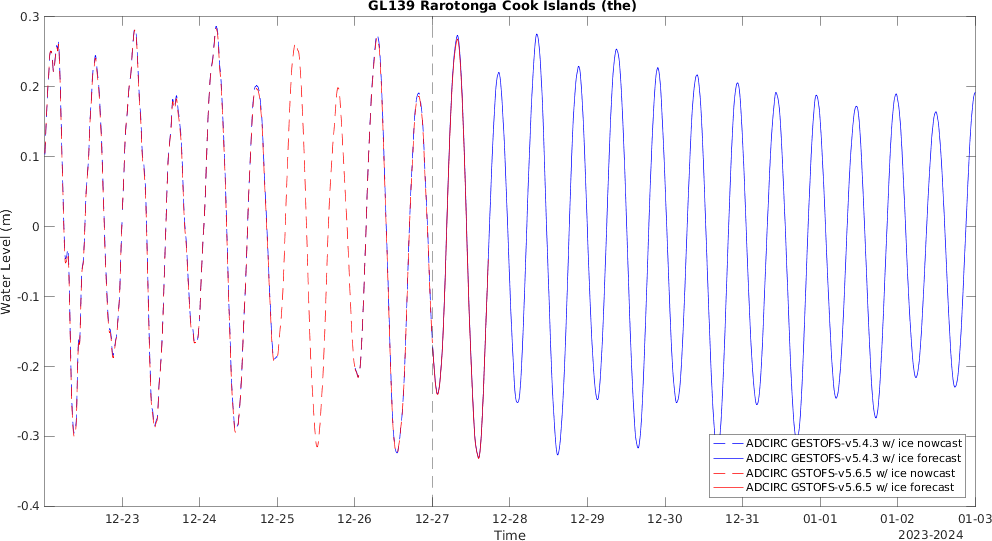 GL139 Rarotonga Cook Islands (the)
0.3
0.2
0.1
0
-0.1
-0.2
-0.3
-0.4
Water Level (m)
ADCIRC GESTOFS-v5.4.3 w/ ice nowcast
ADCIRC GESTOFS-v5.4.3 w/ ice forecast
ADCIRC GSTOFS-v5.6.5 w/ ice nowcast
ADCIRC GSTOFS-v5.6.5 w/ ice forecast
12-23 12-24 12-25 12-26 12-27 12-28 12-29 12-30 12-31 01-01 01-02 01-03
Time
2023-2024